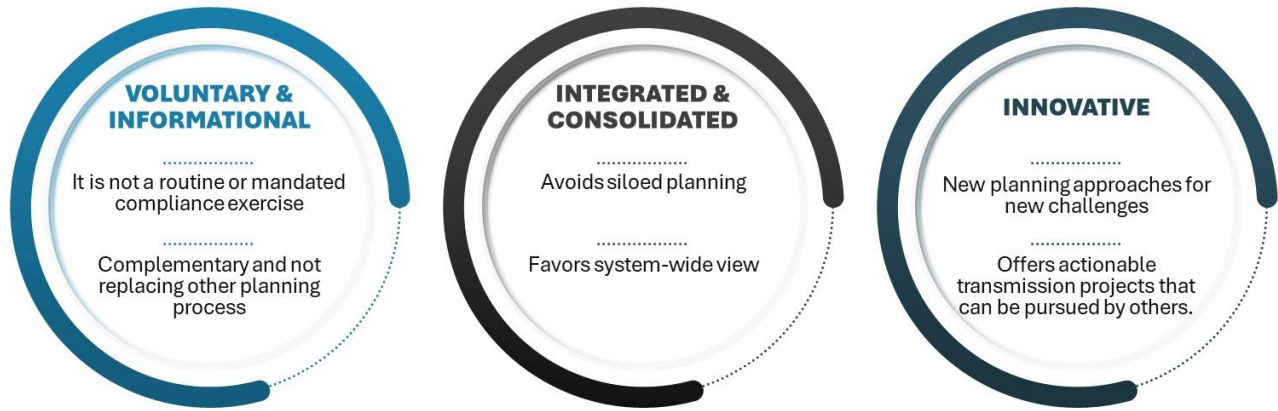 VOLUNTARY &
INFORMATIONAL
It is not a routine or mandated
compliance exercise
Complementary and not
replacing other planning
process
INTEGRATED &
CONSOLIDATED
Avoids siloed planning
Favors system-wide view
INNOVATIVE
New planning approaches for
new challenges
Offers actionable
transmission projects that
can be pursued by others.